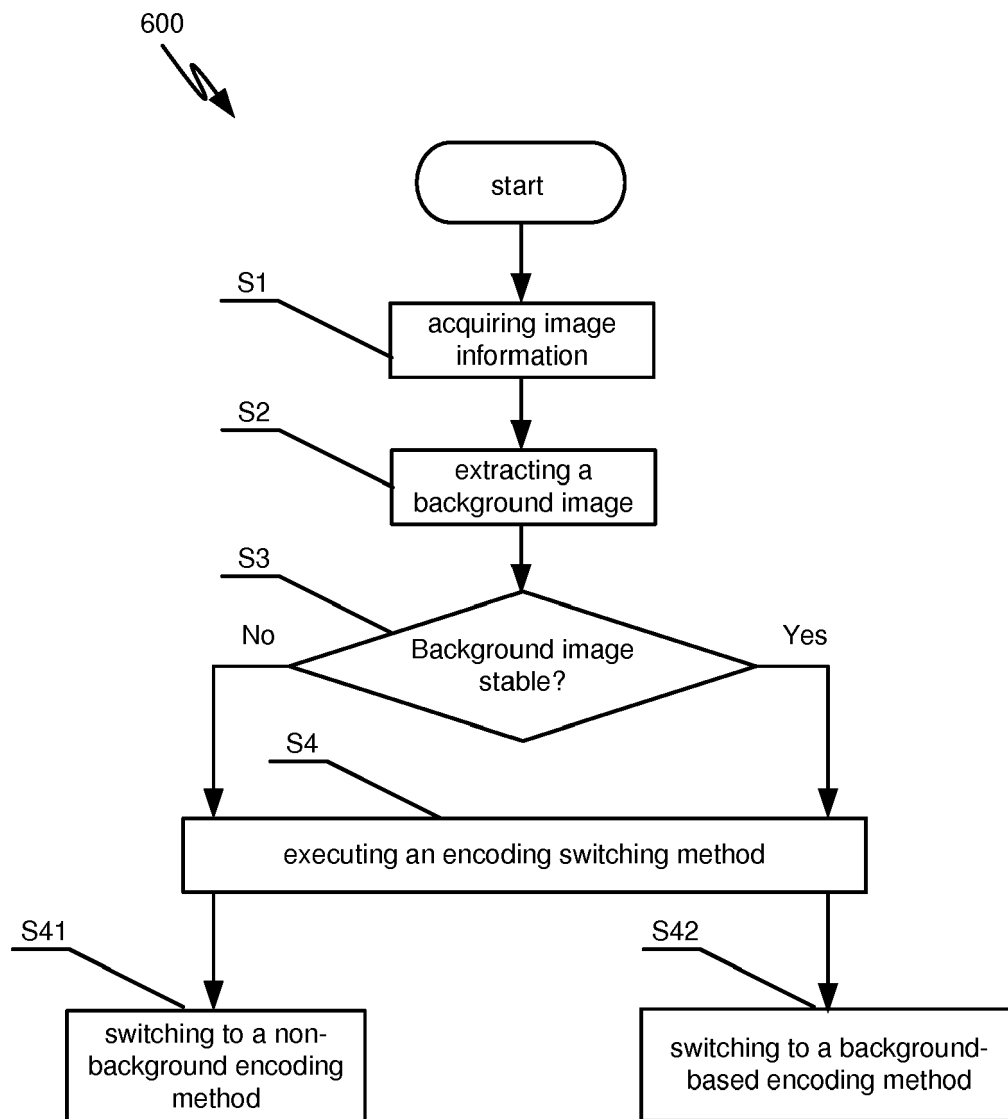 600
start
S1
acquiring image
information
S2
extracting a
background image
S3
No
Yes
Background image
stable?
S4
executing an encoding switching method
S41
S42
switching to a non-
background encoding
method
switching to a background-
based encoding method